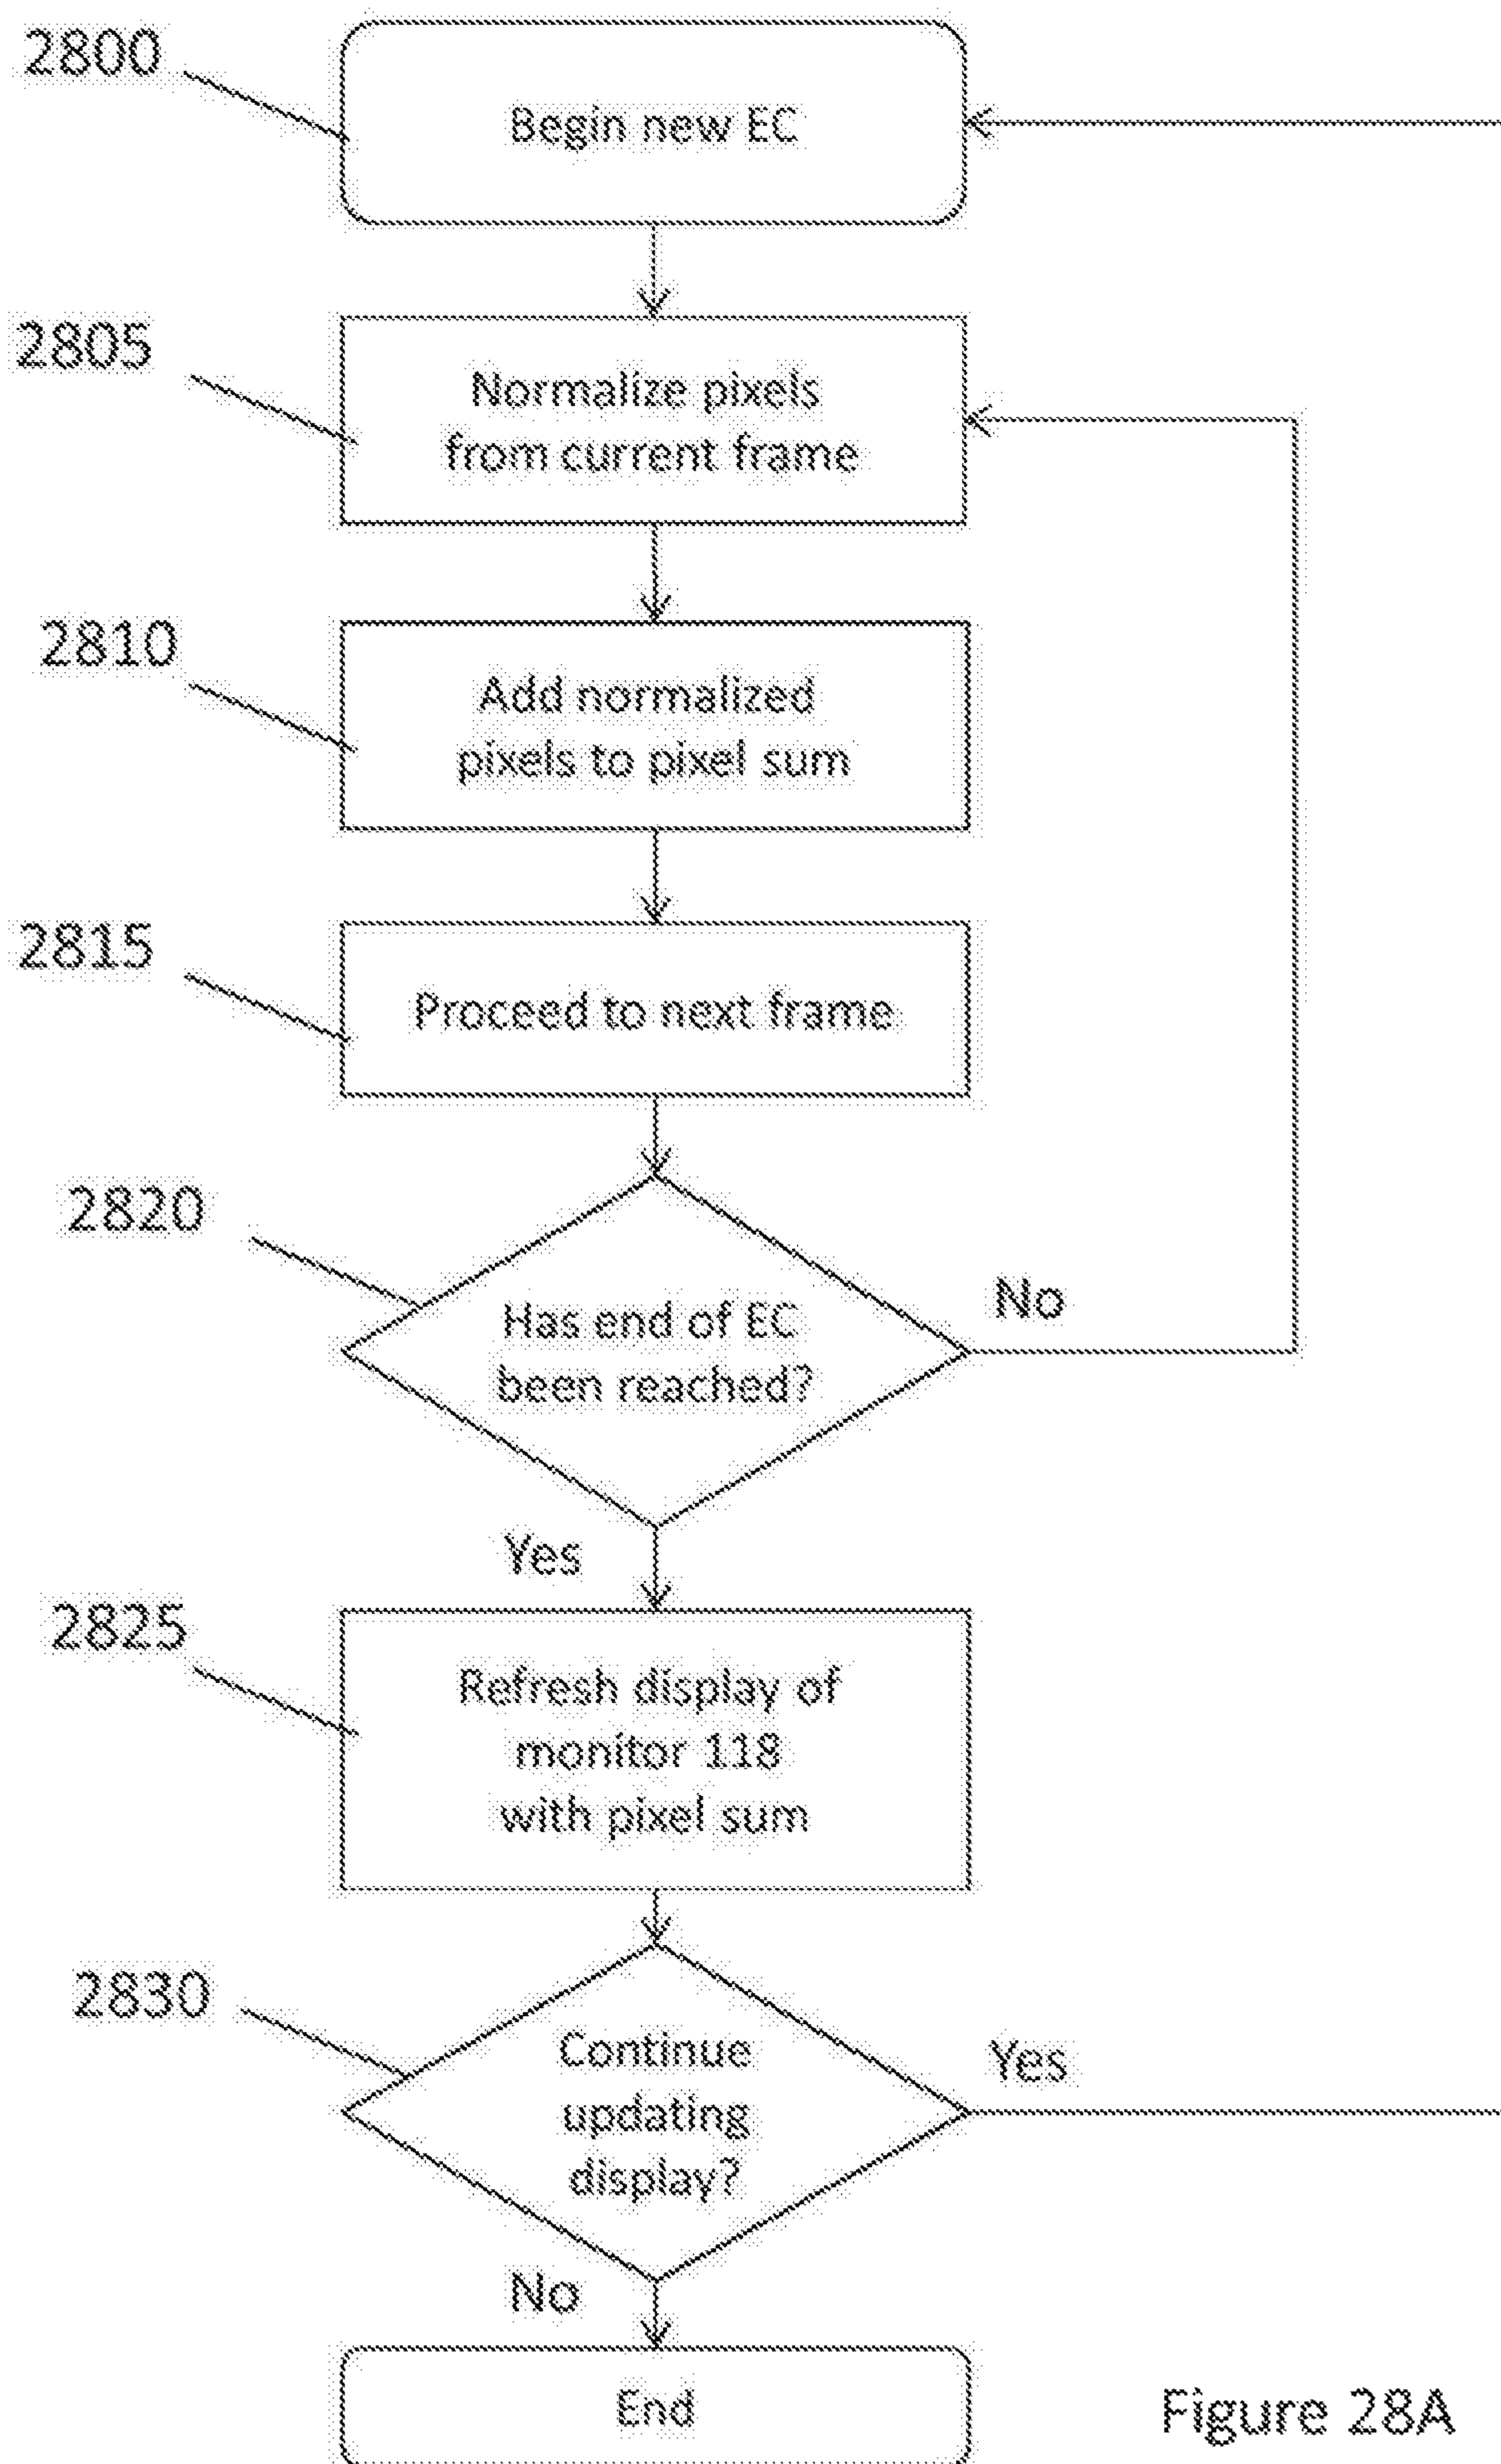 2800
Begin new EC
2805
Normalize pixels
from current frame
2810
Add normalized
pixels to pixel sum
2815
Proceed to next frame
2820
Has end of EC
been reached?
No
Yes
2825
Refresh display of
monitor 118
with pixel sum
2830
Continue
updating
display?
Yes
No
End
Figure 28A